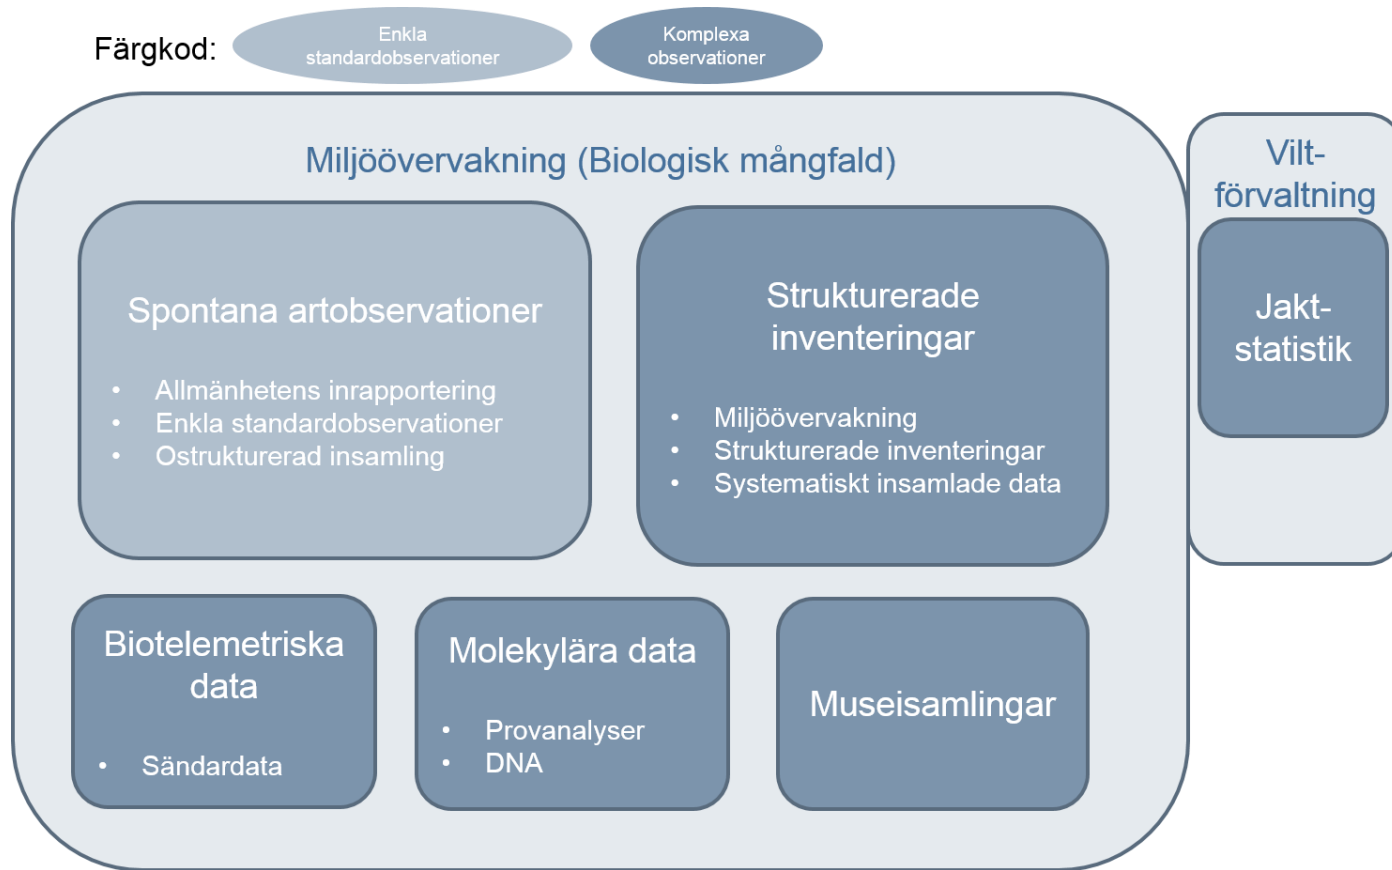 Färgkod:
Enkla
standardobservationer
Komplexa
observationer
Miljöövervakning (Biologisk mångfald)
Spontana artobservationer
• Allmänhetens inrapportering
• Enkla standardobservationer
• Ostrukturerad insamling
Strukturerade
inventeringar
• Miljöövervakning
• Strukturerade inventeringar
• Systematiskt insamlade data
Vilt-
förvaltning
Jakt-
statistik
Biotelemetriska
data
• Sändardata
Molekylära data
• Provanalyser
• DNA
Museisamlingar